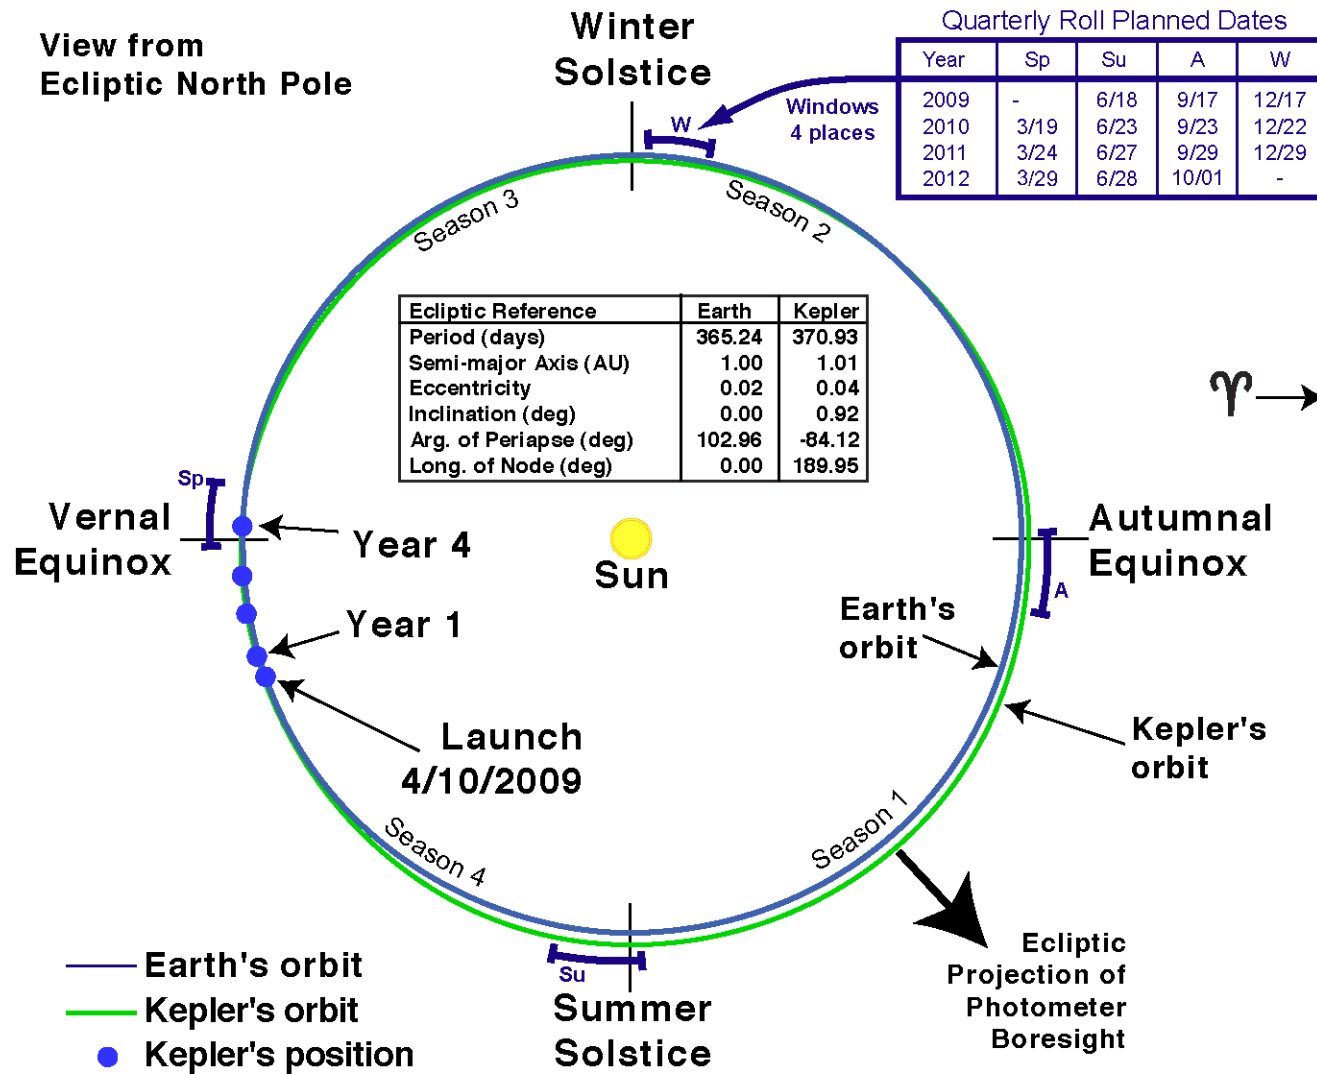 View from
Ecliptic North Pole
Winter
Solstice
Quarterly Roll Planned Dates
Year Sp Su A W
2009 - 6/18 9/17 12/17
2010 3/19 6/23 9/23 12/22
2011 3/24 6/27 9/29 12/29
2012 3/29 6/28 10/01 -
Windows
4 places
W
Season 3
Season 2
Ecliptic Reference Earth Kepler
Period (days) 365.24 370.93
Semi-major Axis (AU) 1.00 1.01
Eccentricity 0.02 0.04
Inclination (deg) 0.00 0.92
Arg. of Periapse (deg) 102.96 -84.12
Long. of Node (deg) 0.00 189.95
♈
Sp
Vernal
Equinox
Year 4
Sun
Autumnal
Equinox
A
Year 1
Earth's
orbit
Launch
4/10/2009
Kepler's
orbit
Season 4
Season 1
Su
Summer
Solstice
Ecliptic
Projection of
Photometer
Boresight
Earth's orbit
Kepler's orbit
Kepler's position